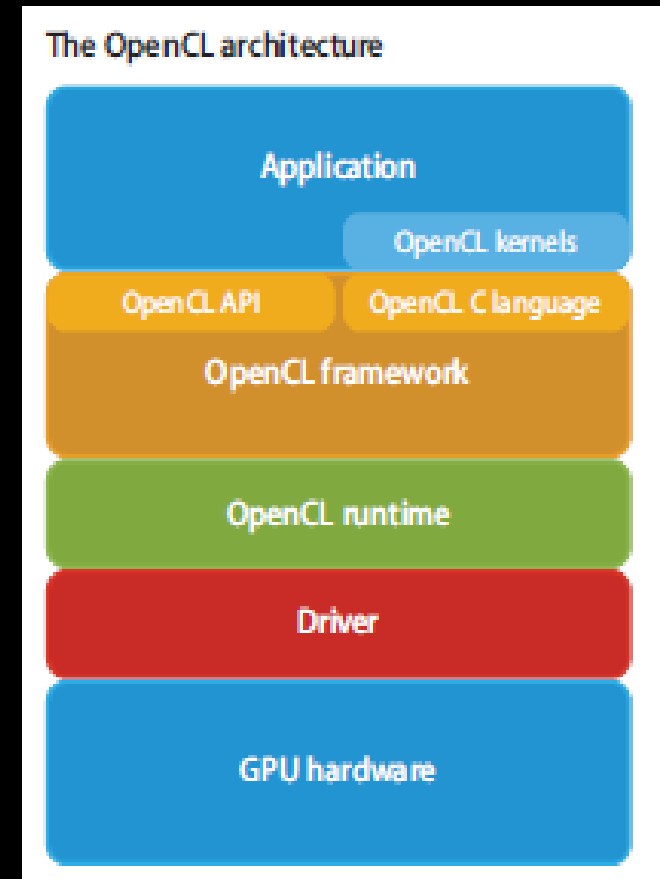 The OpenCL architecture
Application
OpenCL kernels
OpenCL API
OpenCL C language
OpenCL framework
OpenCL runtime
Driver
GPU hardware